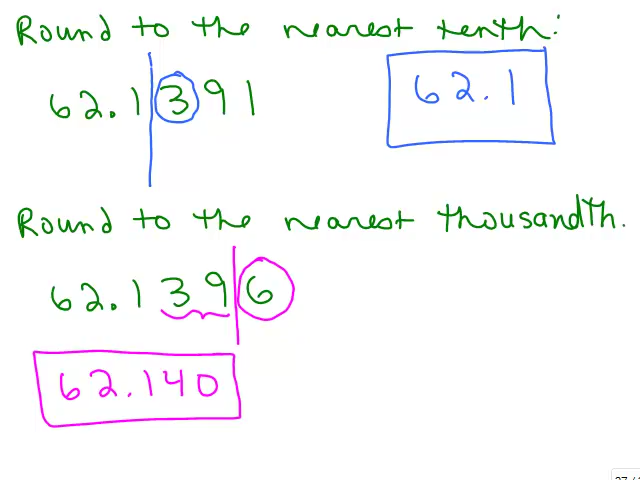 Round to the nearest tenth:
62.1391 62.1
Round to the nearest thousandth.
62.1396
62.140